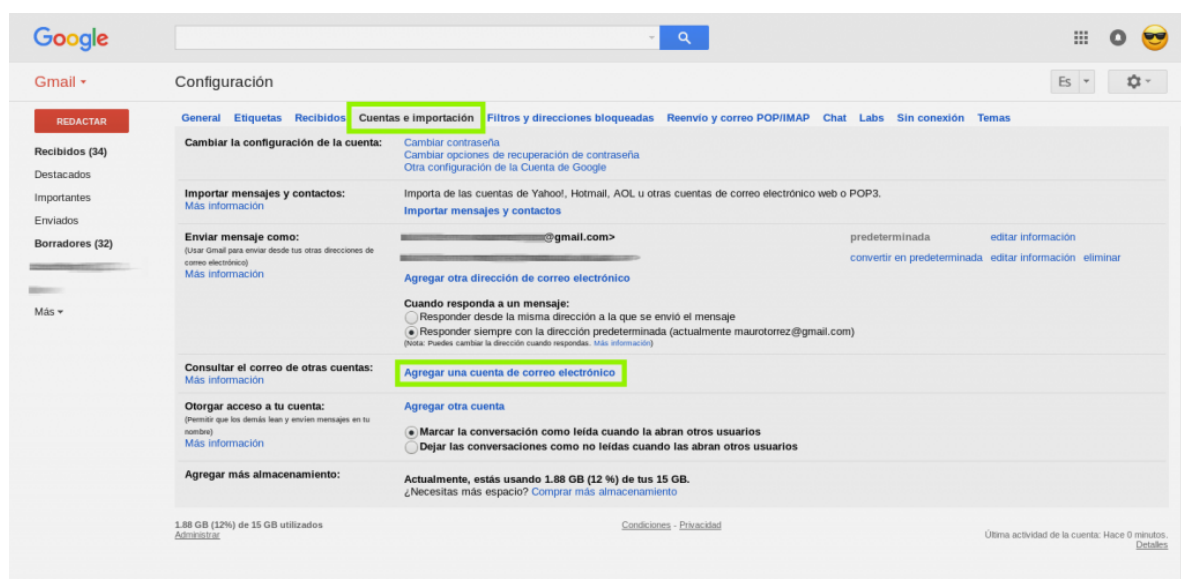 Google
Gmail
Configuración
Es
REDACTAR
General Etiquetas Recibidos Cuentas e importación Filtros y direcciones bloqueadas Reenvío y correo POP/IMAP Chat Labs Sin conexión Temas
Recibidos (34)
Destacados
Importantes
Enviados
Borradores (32)
Más
Cambiar la configuración de la cuenta:
Cambiar contraseña
Cambiar opciones de recuperación de contraseña
Otra configuración de la Cuenta de Google
Importar mensajes y contactos:
Más información
Importa de las cuentas de Yahoo!, Hotmail, AOL u otras cuentas de correo electrónico web o POP3.
Importar mensajes y contactos
Enviar mensaje como:
(Usar Gmail para enviar desde tus otras direcciones de
correo electrónico)
Más información
@gmail.com>
predeterminada editar información
convertir en predeterminada editar información eliminar
Agregar otra dirección de correo electrónico
Cuando responda a un mensaje:
Responder desde la misma dirección a la que se envió el mensaje
Responder siempre con la dirección predeterminada (actualmente maurotorrez@gmail.com)
(Nota: Puedes cambiar la dirección cuando respondas. Más información)
Consultar el correo de otras cuentas:
Más información
Agregar una cuenta de correo electrónico
Otorgar acceso a tu cuenta:
(Permitir que los demás lean y envíen mensajes en tu
nombre)
Más información
Agregar otra cuenta
Marcar la conversación como leída cuando la abran otros usuarios
Dejar las conversaciones como no leídas cuando las abran otros usuarios
Agregar más almacenamiento:
Actualmente, estás usando 1.88 GB (12 %) de tus 15 GB.
¿Necesitas más espacio? Comprar más almacenamiento
1.88 GB (12%) de 15 GB utilizados
Administrar
Condiciones - Privacidad
Última actividad de la cuenta: Hace 0 minutos.
Detalles